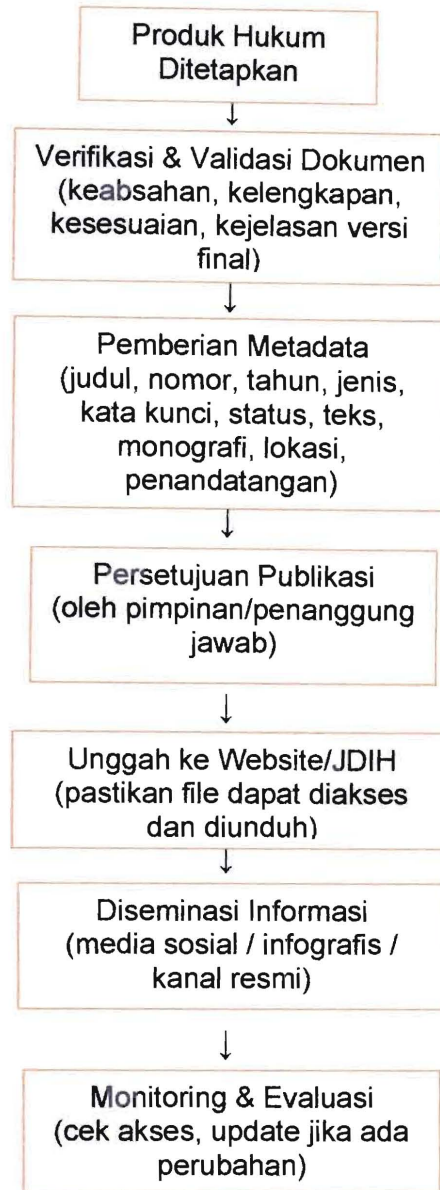 Produk Hukum
Ditetapkan
↓
Verifikasi & Validasi Dokumen
(keabsahan, kelengkapan,
kesesuaian, kejelasan versi
final)
↓
Pemberian Metadata
(judul, nomor, tahun, jenis,
kata kunci, status, teks,
monografi, lokasi,
penandatangan)
↓
Persetujuan Publikasi
(oleh pimpinan/penanggung
jawab)
↓
Unggah ke Website/JDIH
(pastikan file dapat diakses
dan diunduh)
↓
Diseminasi Informasi
(media sosial / infografis /
kanal resmi)
↓
Monitoring & Evaluasi
(cek akses, update jika ada
perubahan)